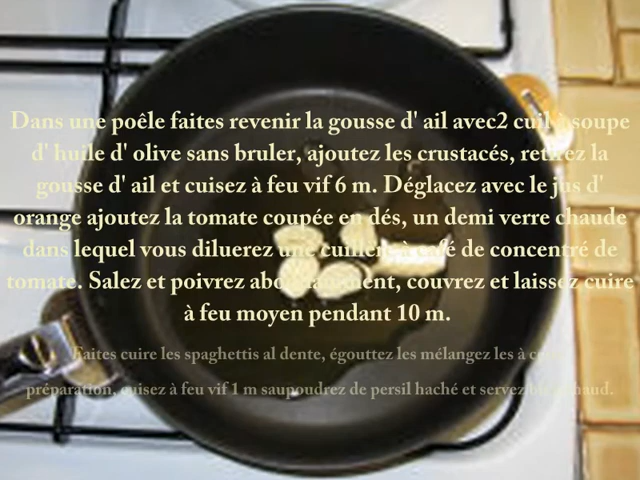 Dans une poêle faites revenir la gousse d' ail avec2 cuil à soupe
d' huile d' olive sans bruler, ajoutez les crustacés, retirez la
gousse d' ail et cuisez à feu vif 6 m. Déglacez avec le jus d'
orange ajoutez la tomate coupée en dés, un demi verre chaude
dans lequel vous diluerez une cuillère à café de concentré de
tomate. Salez et poivrez abondamment, couvrez et laissez cuire
à feu moyen pendant 10 m.
Faites cuire les spaghettis al dente, égouttez les mélangez les à
préparation, cuisez à feu vif 1 m saupoudrez de persil haché et servez chaud.